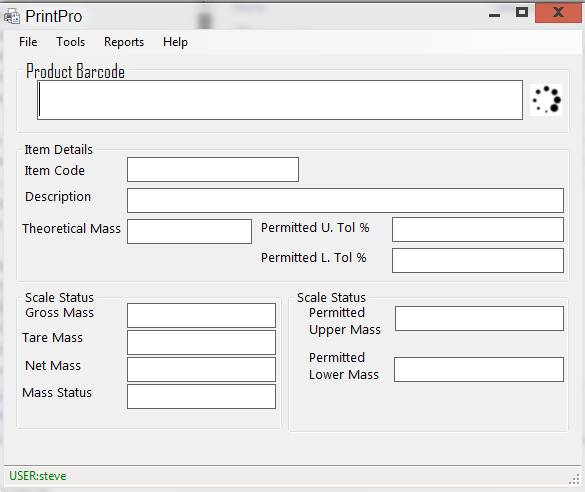 PrintPro
File Tools Reports Help
Product Barcode
Item Details
Item Code
Description
Theoretical Mass
Permitted U. Tol %
Permitted L. Tol %
Scale Status
Gross Mass
Tare Mass
Net Mass
Mass Status
Scale Status
Permitted
Upper Mass
Permitted
Lower Mass
USER:steve